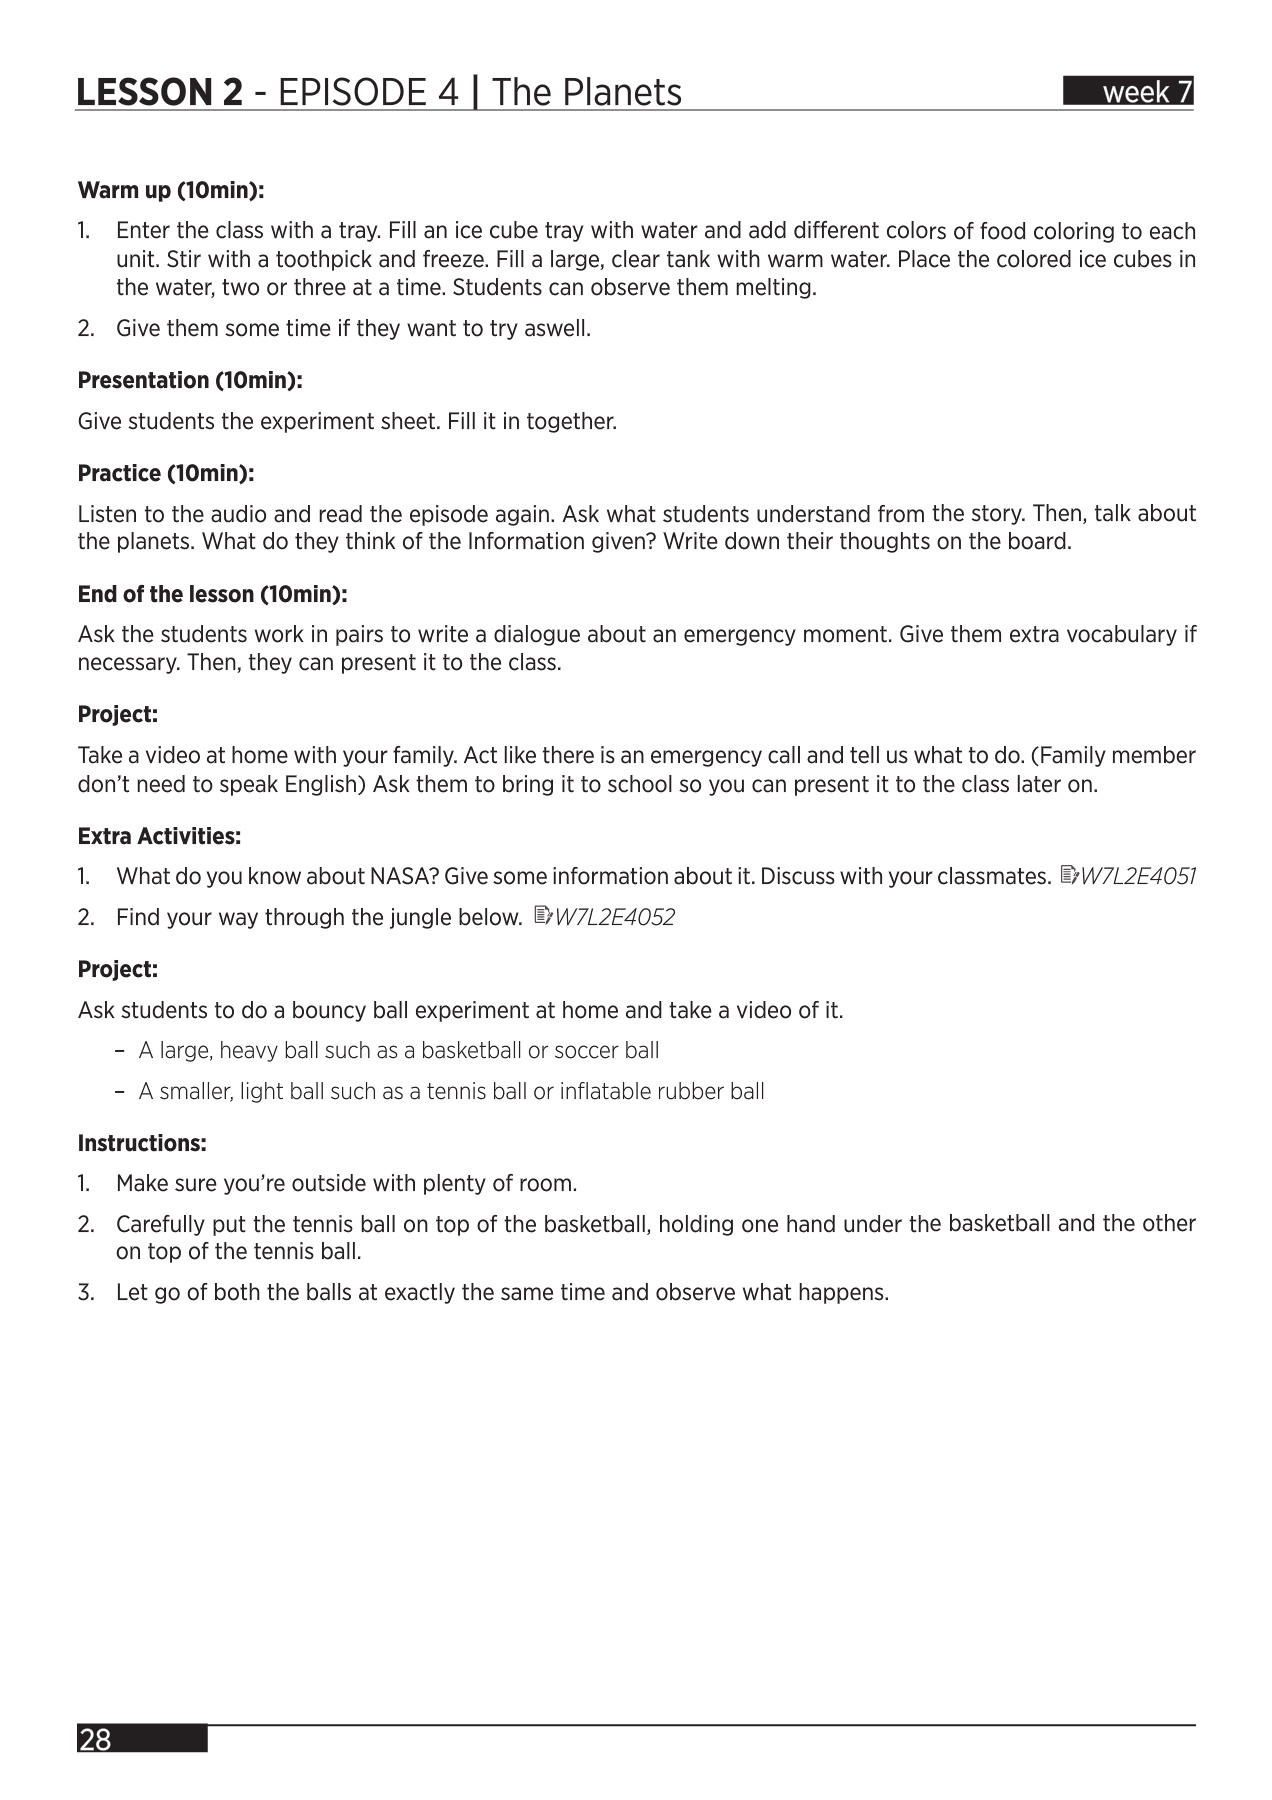 LESSON 2 - EPISODE 4 | The Planets
week 7
Warm up (10min):
1. Enter the class with a tray. Fill an ice cube tray with water and add different colors of food coloring to each
unit. Stir with a toothpick and freeze. Fill a large, clear tank with warm water. Place the colored ice cubes in
the water, two or three at a time. Students can observe them melting.
2. Give them some time if they want to try aswell.
Presentation (10min):
Give students the experiment sheet. Fill it in together.
Practice (10min):
Listen to the audio and read the episode again. Ask what students understand from the story. Then, talk about
the planets. What do they think of the Information given? Write down their thoughts on the board.
End of the lesson (10min):
Ask the students work in pairs to write a dialogue about an emergency moment. Give them extra vocabulary if
necessary. Then, they can present it to the class.
Project:
Take a video at home with your family. Act like there is an emergency call and tell us what to do. (Family member
don't need to speak English) Ask them to bring it to school so you can present it to the class later on.
Extra Activities:
1. What do you know about NASA? Give some information about it. Discuss with your classmates. W7L2E4051
2. Find your way through the jungle below. W7L2E4052
Project:
Ask students to do a bouncy ball experiment at home and take a video of it.
– A large, heavy ball such as a basketball or soccer ball
– A smaller, light ball such as a tennis ball or inflatable rubber ball
Instructions:
1. Make sure you're outside with plenty of room.
2. Carefully put the tennis ball on top of the basketball, holding one hand under the basketball and the other
on top of the tennis ball.
3. Let go of both the balls at exactly the same time and observe what happens.
28